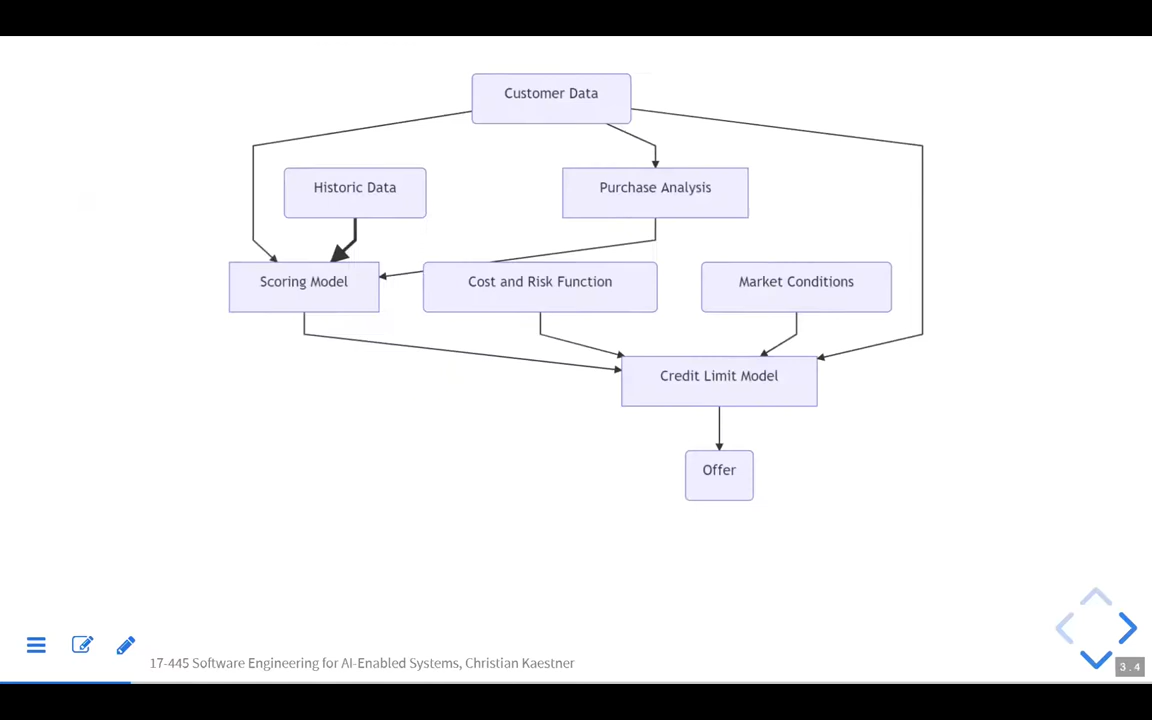 Customer Data
Historic Data
Purchase Analysis
Scoring Model
Cost and Risk Function
Market Conditions
Credit Limit Model
Offer
17-445 Software Engineering for AI-Enabled Systems, Christian Kaestner
3.4